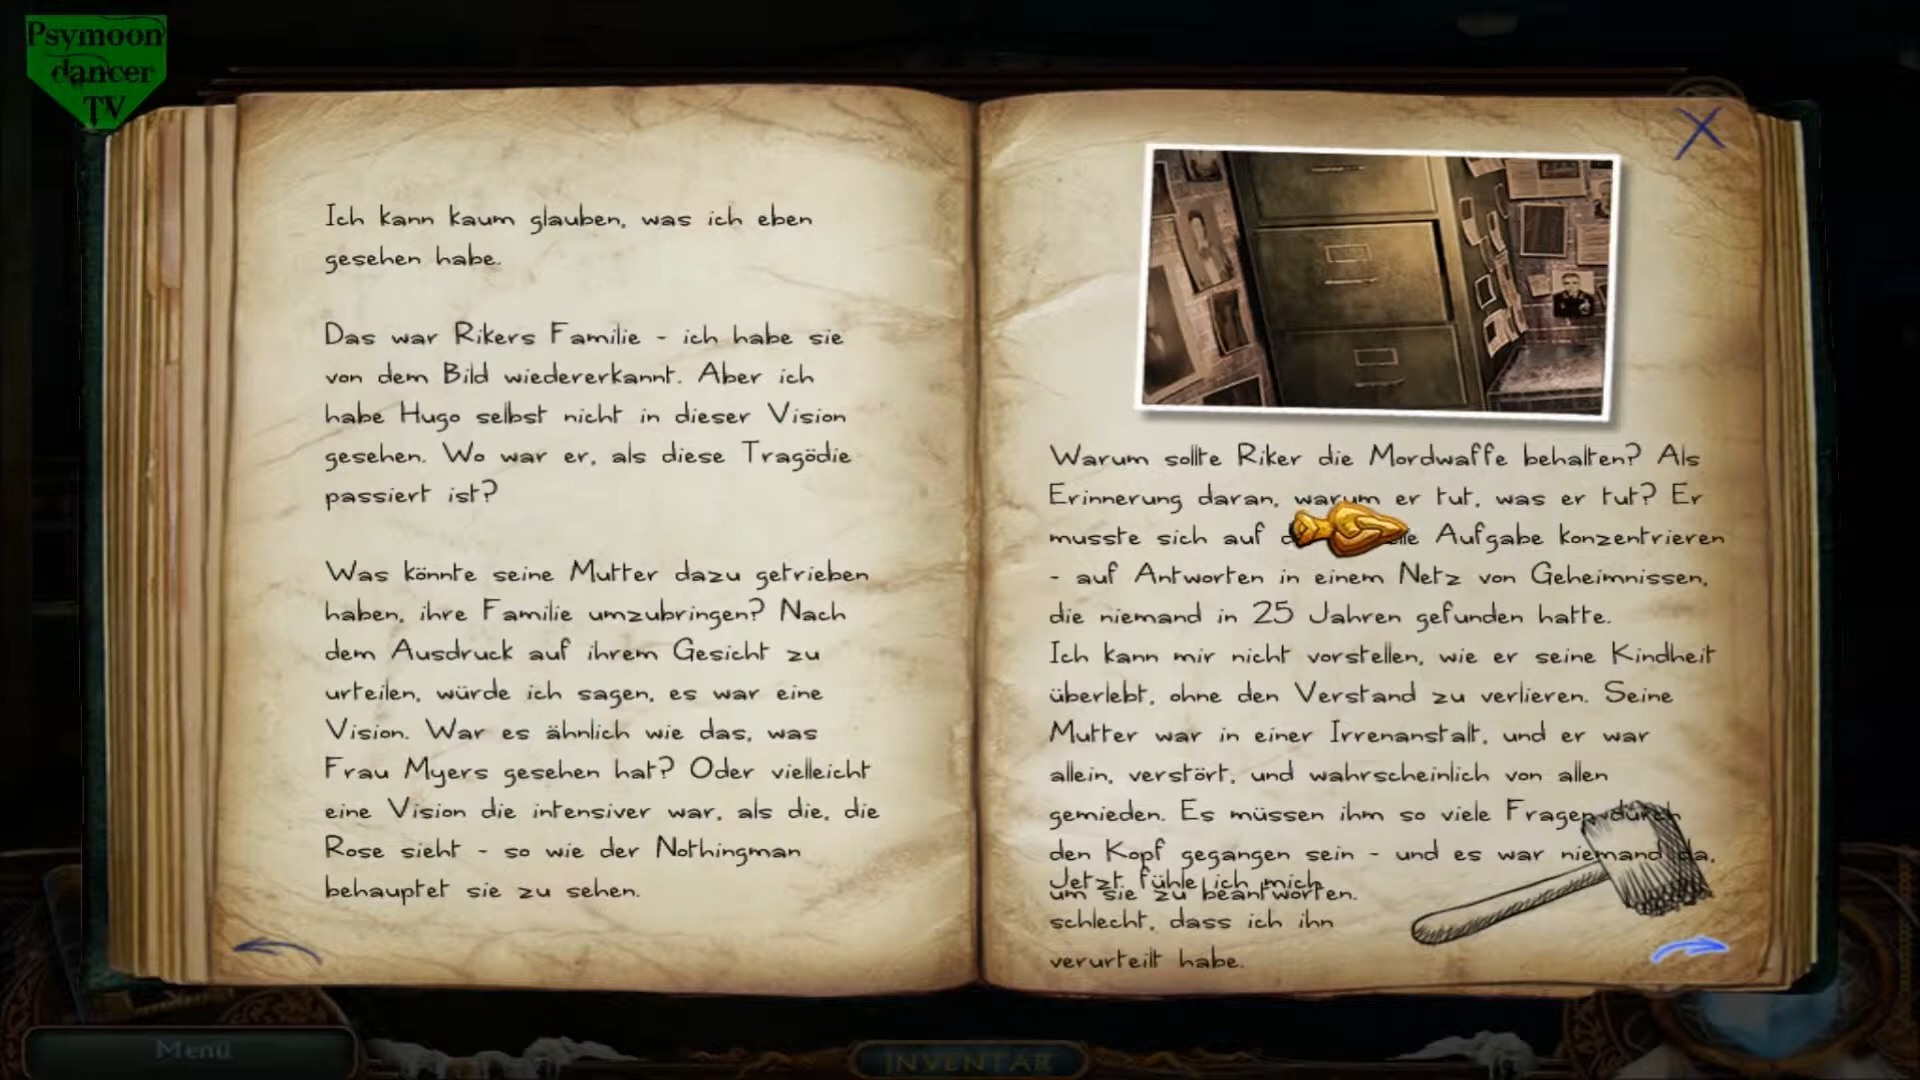 Psymoon
dancer
TV
Ich kann kaum glauben, was ich eben
gesehen habe.
Das war Rikers Familie - ich habe sie
von dem Bild wiedererkannt. Aber ich
habe Hugo selbst nicht in dieser Vision
gesehen. Wo war er, als diese Tragödie
passiert ist?
Was könnte seine Mutter dazu getrieben
haben, ihre Familie umzubringen? Nach
dem Ausdruck auf ihrem Gesicht zu
urteilen, würde ich sagen, es war eine
Vision. War es ähnlich wie das, was
Frau Myers gesehen hat? Oder vielleicht
eine Vision die intensiver war, als die, die
Rose sieht - so wie der Nothingman
behauptet sie zu sehen.
Warum sollte Riker die Mordwaffe behalten? Als
Erinnerung daran, warum er tut, was er tut? Er
musste sich auf Aufgabe konzentrieren
- auf Antworten in einem Netz von Geheimnissen,
die niemand in 25 Jahren gefunden hatte.
Ich kann mir nicht vorstellen, wie er seine Kindheit
überlebt, ohne den Verstand zu verlieren. Seine
Mutter war in einer Irrenanstalt, und er war
allein, verstört, und wahrscheinlich von allen
gemieden. Es müssen ihm so viele Fragen durch
den Kopf gegangen sein - und es war niemand da,
um sie zu beantworten.
Jetzt fühle ich mich
schlecht, dass ich ihn
verurteilt habe.
Menü
INVENTAR